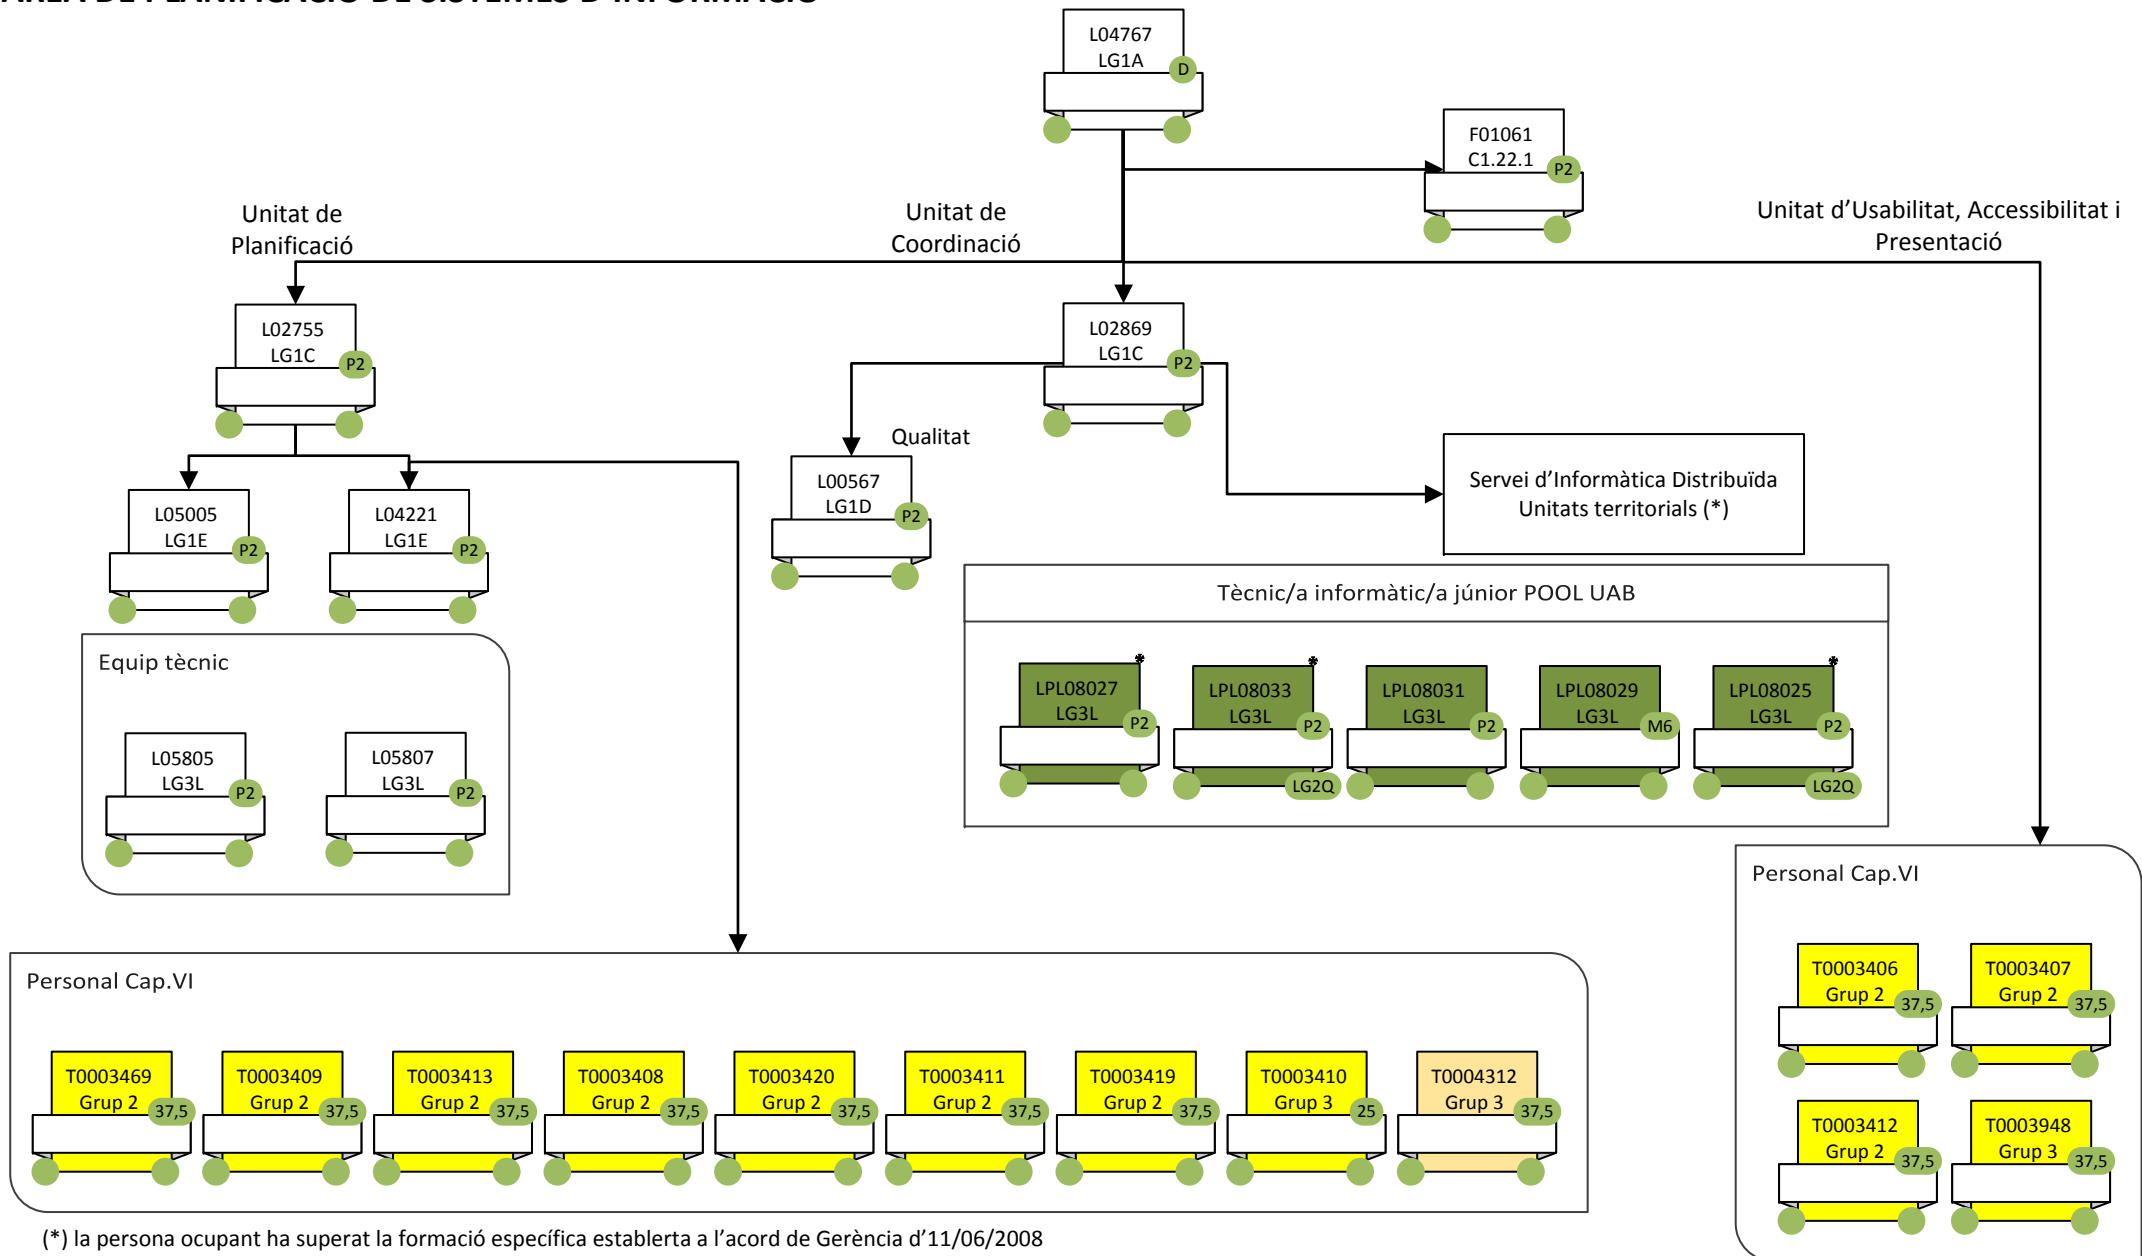 ÀREA DE PLANIFICACIÓ DE SISTEMES D'INFORMACIÓ
L04767
LG1A
D
F01061
C1.22.1
P2
Unitat de
Planificació
Unitat de
Coordinació
Unitat d’Usabilitat, Accessibilitat i
Presentació
L02755
LG1C
P2
L02869
LG1C
P2
Qualitat
L00567
LG1D
P2
Servei d’Informàtica Distribuïda
Unitats territorials (*)
L05005
LG1E
P2
L04221
LG1E
P2
Equip tècnic
L05805
LG3L
P2
L05807
LG3L
P2
Tècnic/a informàtic/a júnior POOL UAB
*
LPL08027
LG3L
P2
*
LPL08033
LG3L
P2
LG2Q
LPL08031
LG3L
P2
LPL08029
LG3L
M6
*
LPL08025
LG3L
P2
LG2Q
Personal Cap.VI
T0003469
Grup 2
37,5
T0003409
Grup 2
37,5
T0003413
Grup 2
37,5
T0003408
Grup 2
37,5
T0003420
Grup 2
37,5
T0003411
Grup 2
37,5
T0003419
Grup 2
37,5
T0003410
Grup 3
25
T0004312
Grup 3
37,5
Personal Cap.VI
T0003406
Grup 2
37,5
T0003407
Grup 2
37,5
T0003412
Grup 2
37,5
T0003948
Grup 3
37,5
(*) la persona ocupant ha superat la formació específica establerta a l’acord de Gerència d’11/06/2008